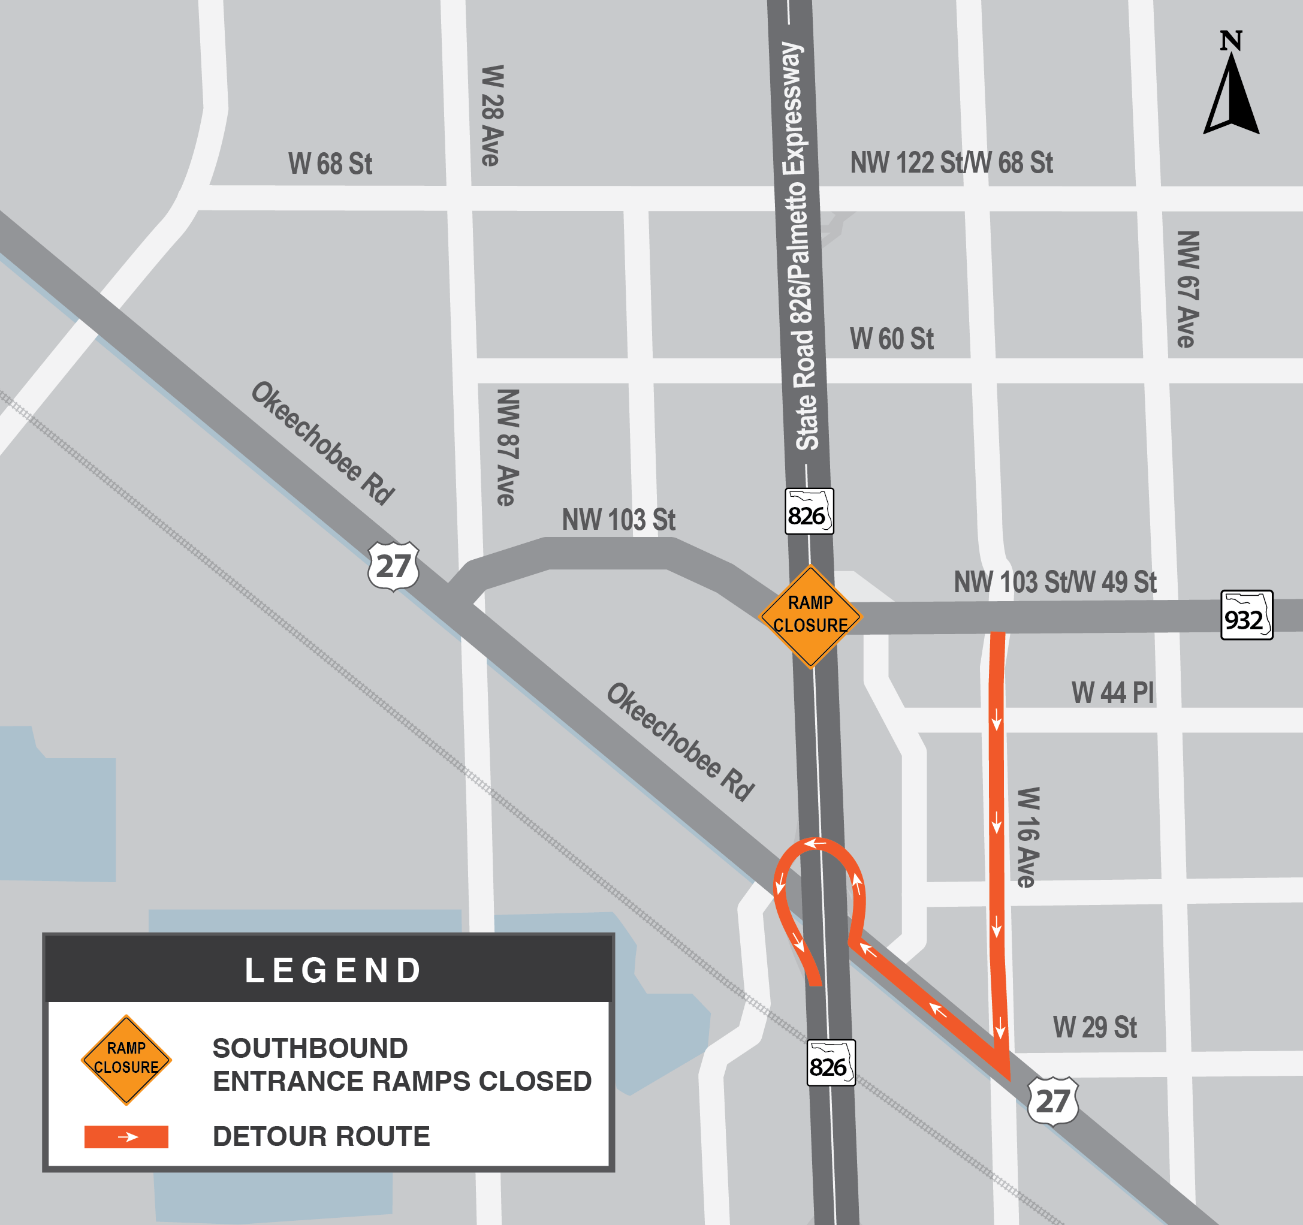 N
W 28 Ave
State Road 826/Palmetto Expressway
W 68 St
NW 122 St/W 68 St
NW 67 Ave
W 60 St
Okeechobee Rd
NW 87 Ave
826
NW 103 St
27
NW 103 St/W 49 St
RAMP
CLOSURE
932
W 44 Pl
Okeechobee Rd
W 16 Ave
W 29 St
826
27
LEGEND
RAMP
CLOSURE
SOUTHBOUND
ENTRANCE RAMPS CLOSED
DETOUR ROUTE